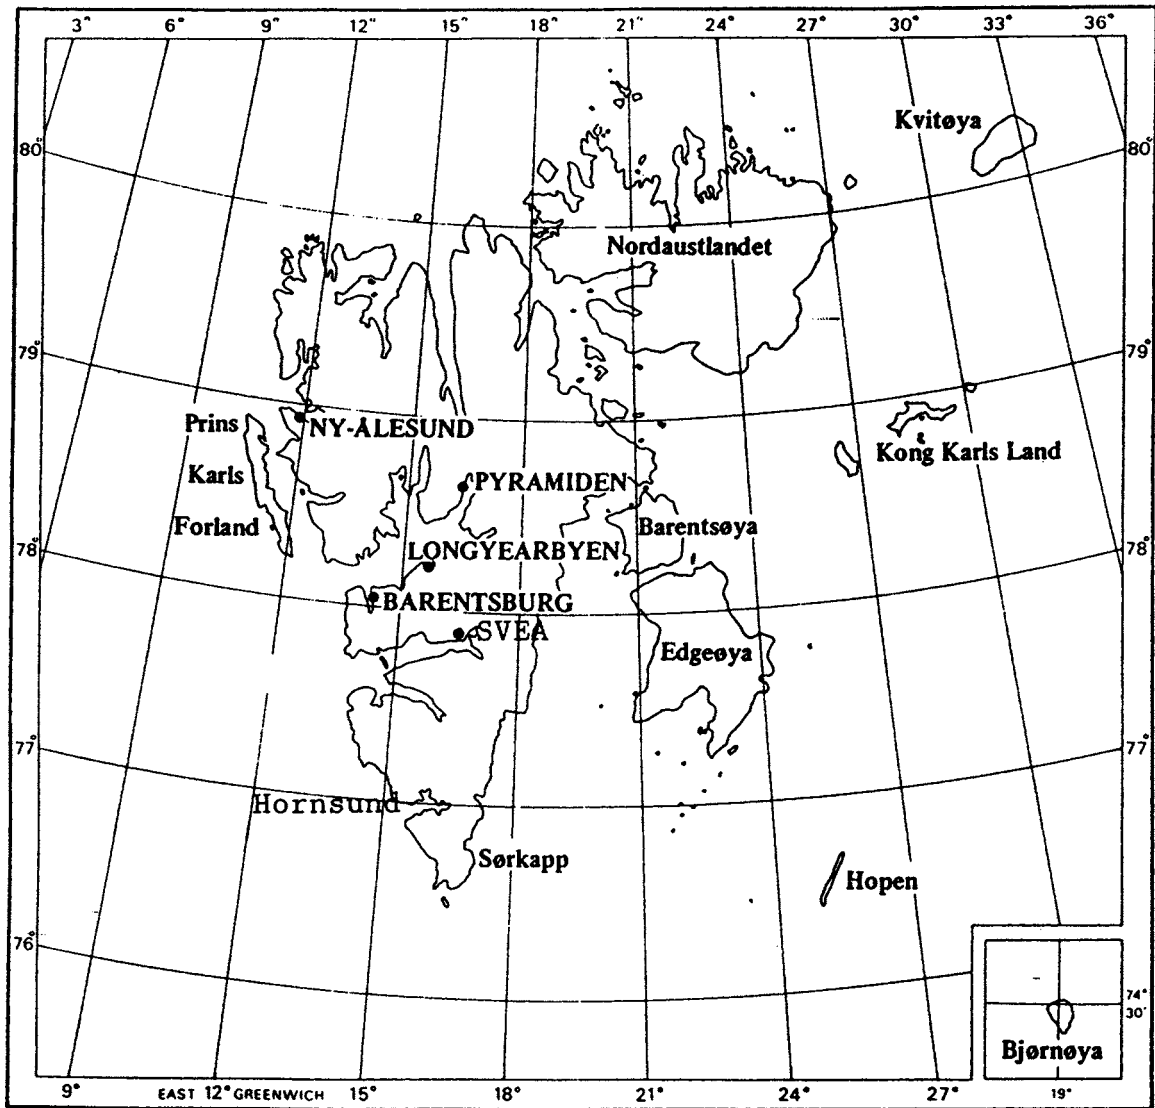 3° 6° 9° 12° 15° 18° 21° 24° 27° 30° 33° 36°
Kvitøya
80° 80°
Nordaustlandet
79° 79°
Prins
NY-ÅLESUND
Karls
Kong Karls Land
PYRAMIDEN
Forland
Barentsøya
78° 78°
LONGYEARBYEN
BARENTSBURG
SVEA
Edgeøya
77° 77°
Hornsund
Sørkapp
Hopen
76°
74°
30'
Bjørnøya
9° EAST 12° GREENWICH 15° 18° 21° 24° 27° 19°